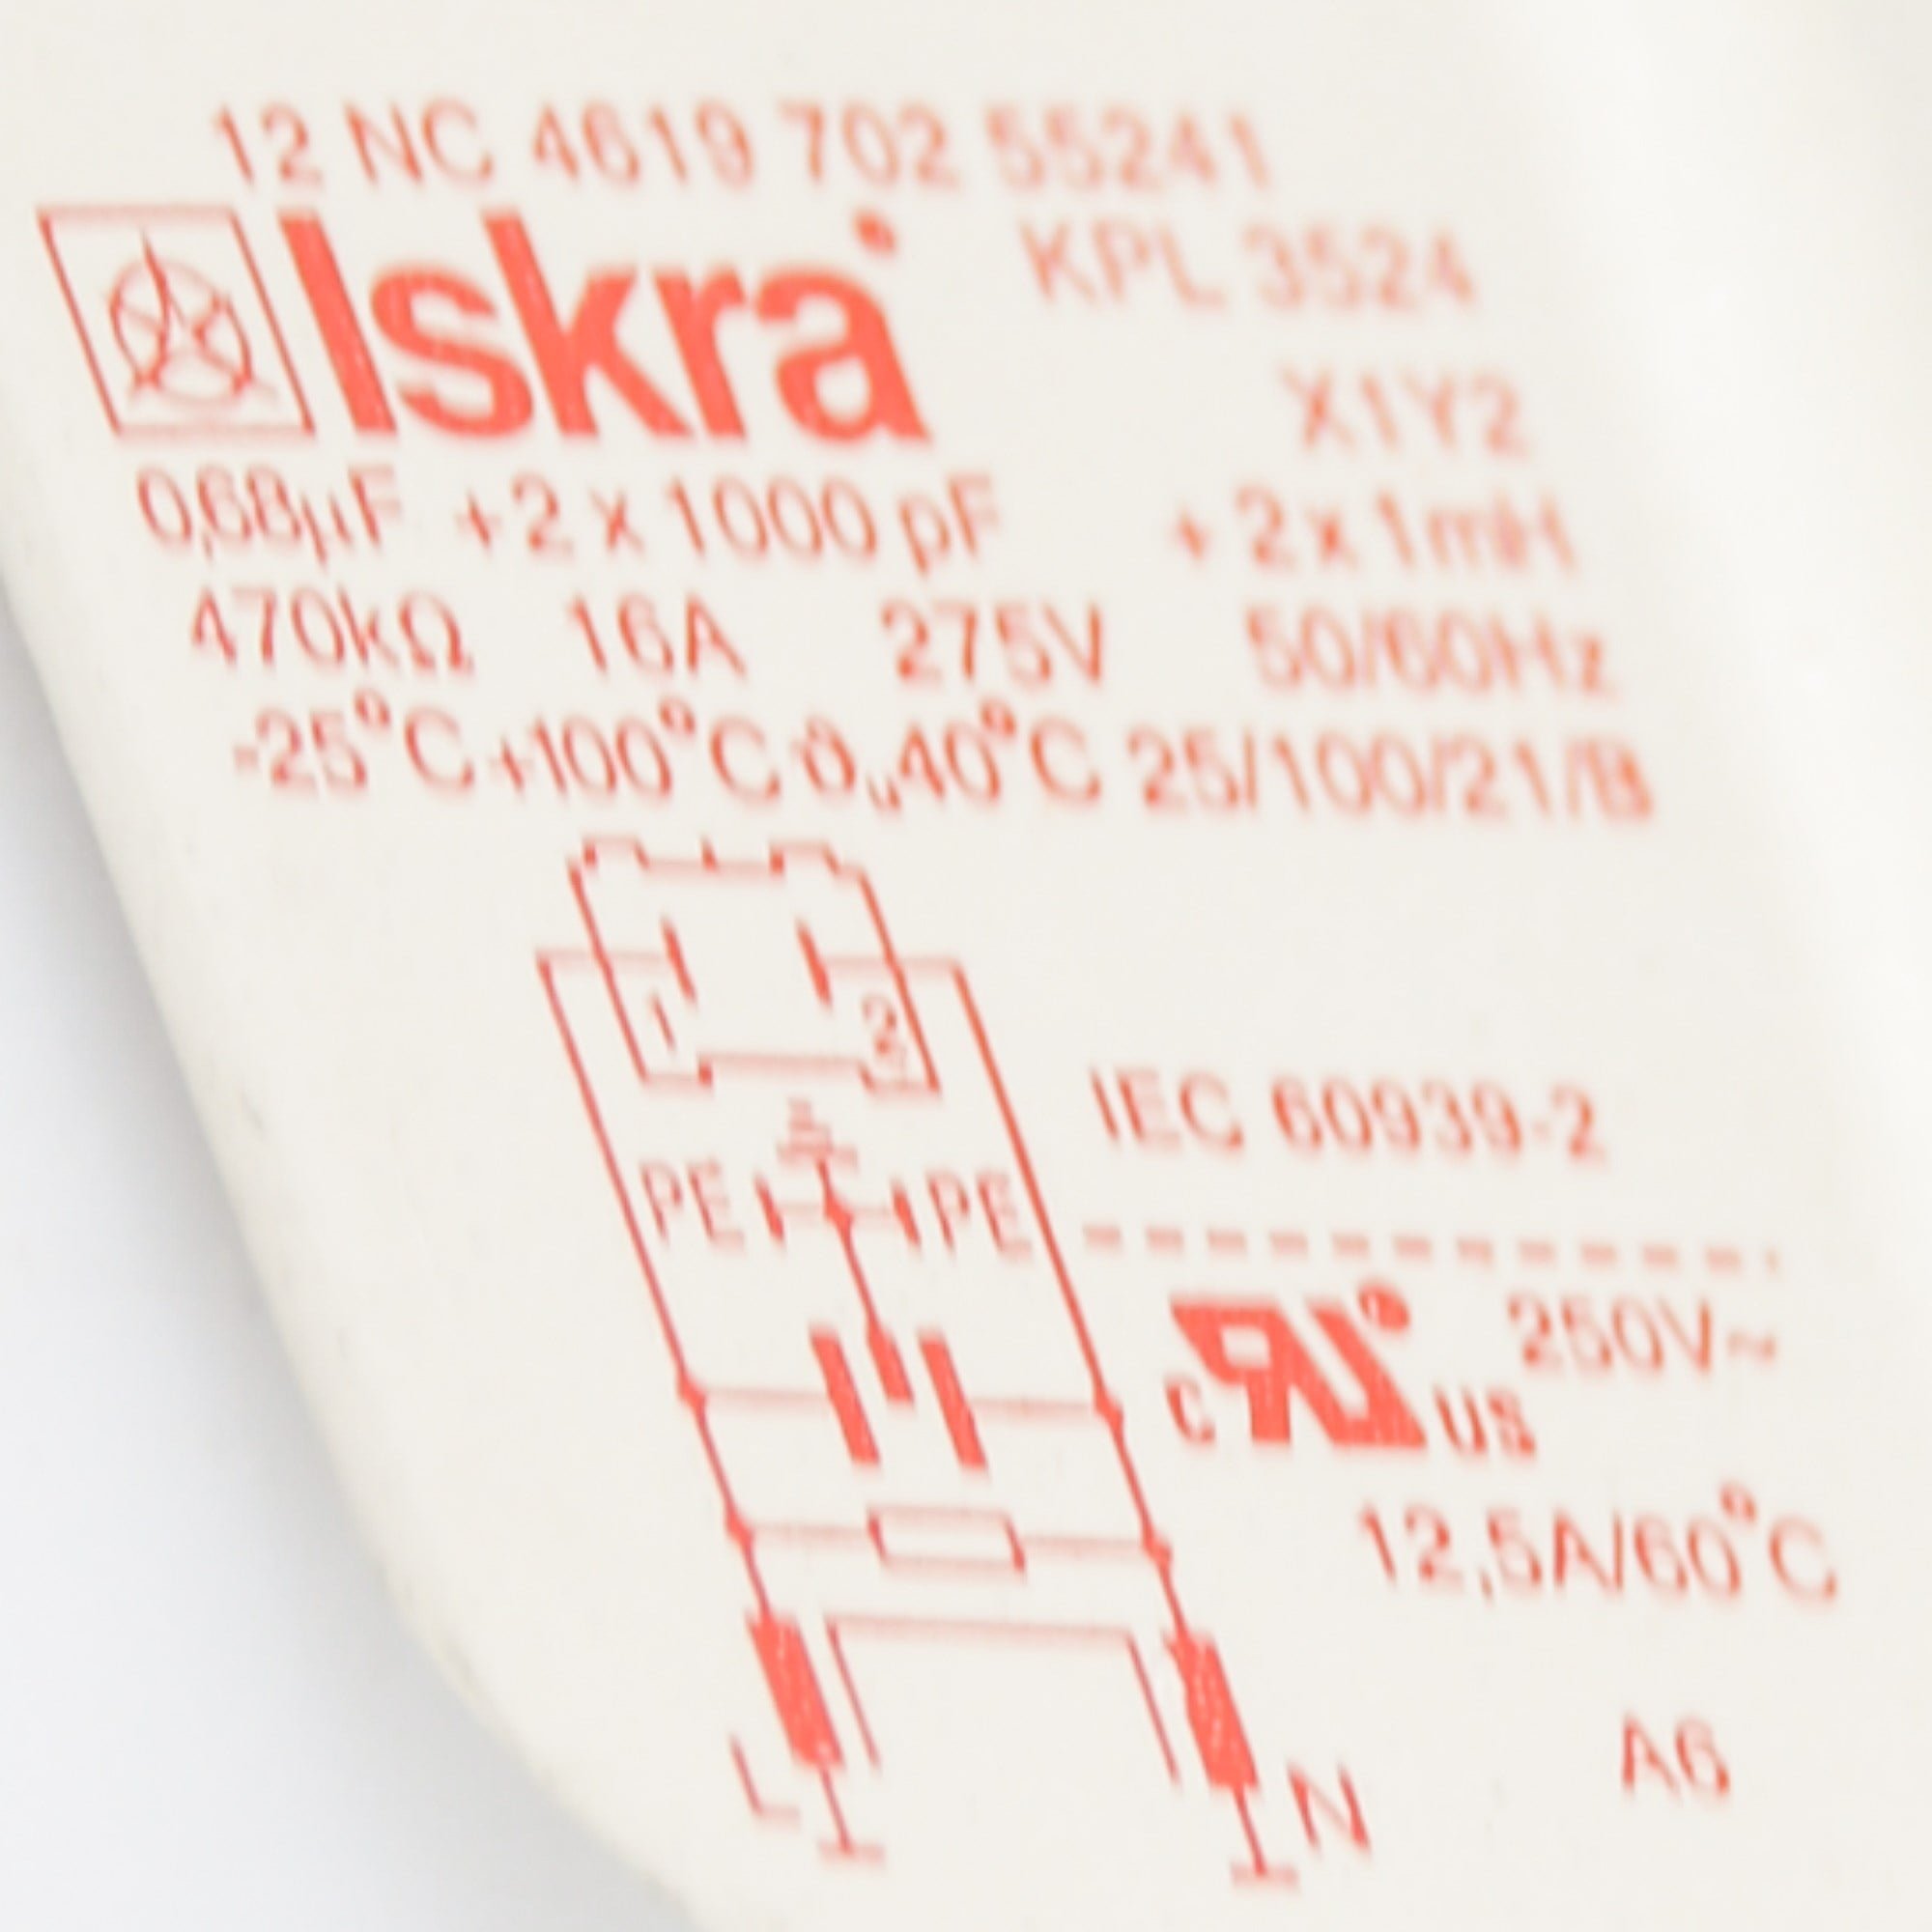 12 NC 4619 702 55241
Iskra KPL 3524
X1Y2
0,68µF +2 x 1000 pF + 2x1mH
470kΩ 16A 275V 50/60Hz
-25°C+100°C ϑu40°C 25/100/21/B
1 2
IEC 60939-2
PE PE
250V~
c RU us
12,5A/60°C
A6
L N